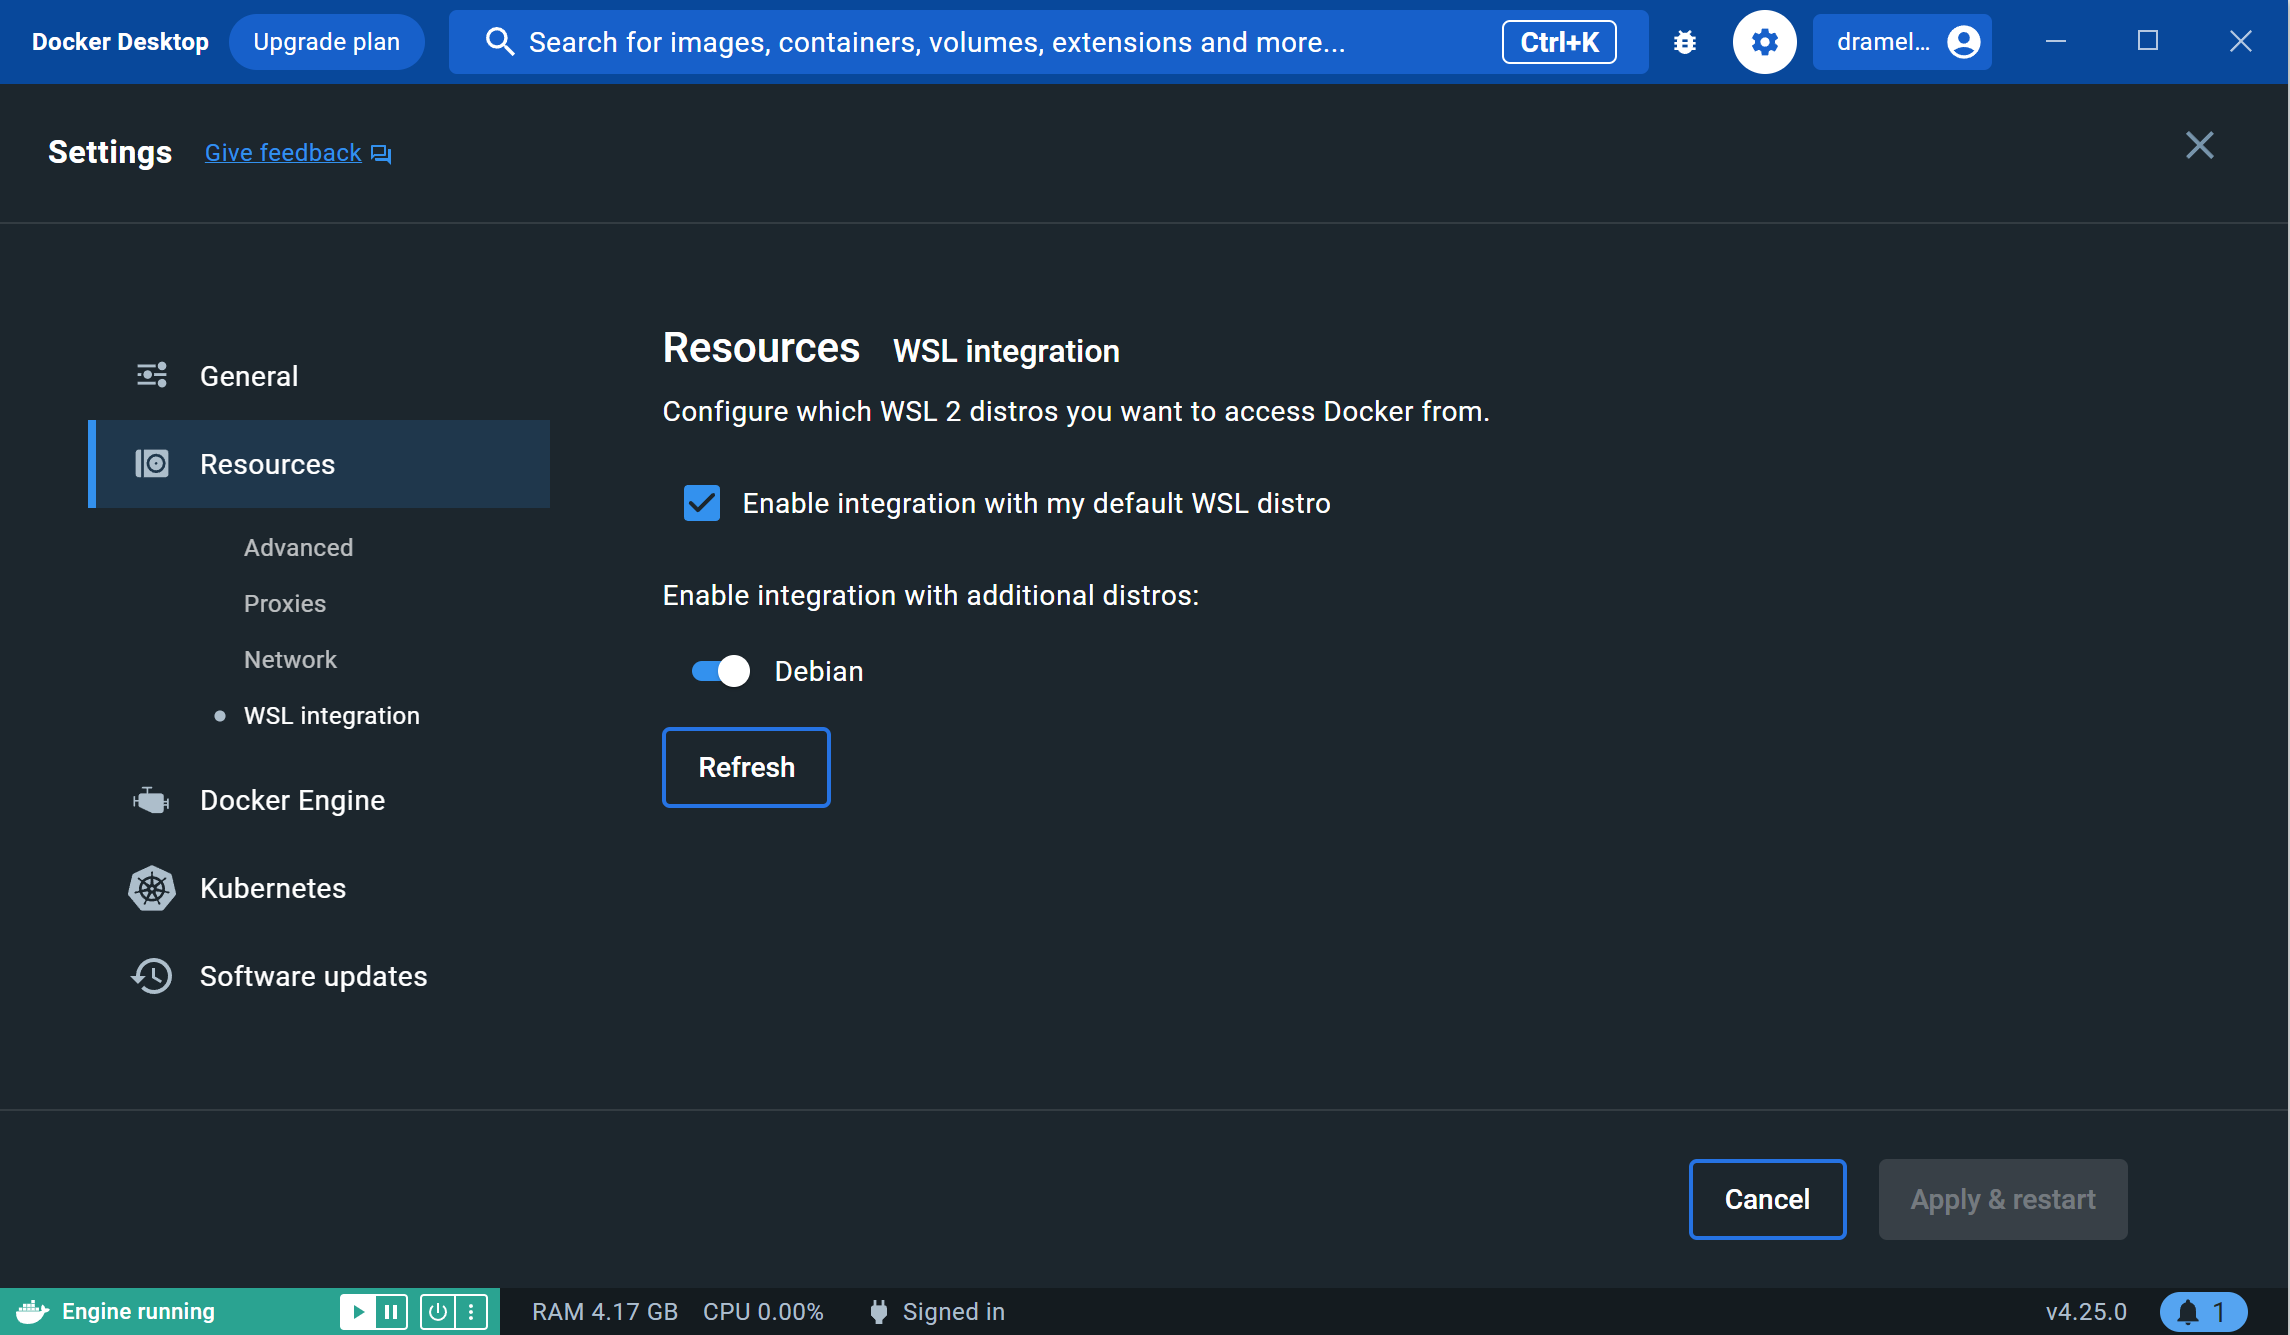 Docker Desktop
Upgrade plan
Search for images, containers, volumes, extensions and more...
Ctrl+K
dramel...
Settings
Give feedback
General
Resources
Advanced
Proxies
Network
WSL integration
Docker Engine
Kubernetes
Software updates
Resources WSL integration
Configure which WSL 2 distros you want to access Docker from.
Enable integration with my default WSL distro
Enable integration with additional distros:
Debian
Refresh
Cancel
Apply & restart
Engine running
RAM 4.17 GB CPU 0.00%
Signed in
v4.25.0
1